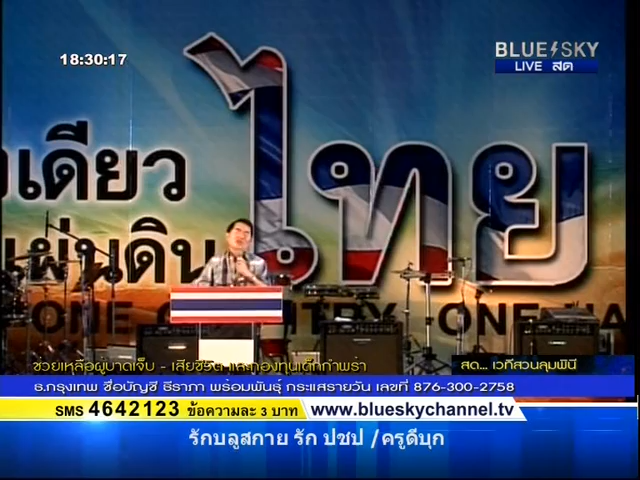 18:30:17
BLUE SKY
LIVE สด
เดียว
แผ่นดิน
ไทย
ONE COUNTRY ONE
ช่วยเหลือผู้บาดเจ็บ - เสียชีวิต และกองทุนเด็กกำพร้า
สด... เวทีสวนลุมพินี
ธ.กรุงเทพ ชื่อบัญชี ธีราภา พร้อมพันธุ์ กระแสรายวัน เลขที่ 876-300-2758
SMS 4642123 ข้อความละ 3 บาท www.blueskychannel.tv
รักบลูสกาย รัก ปชป /ครูดีบุก